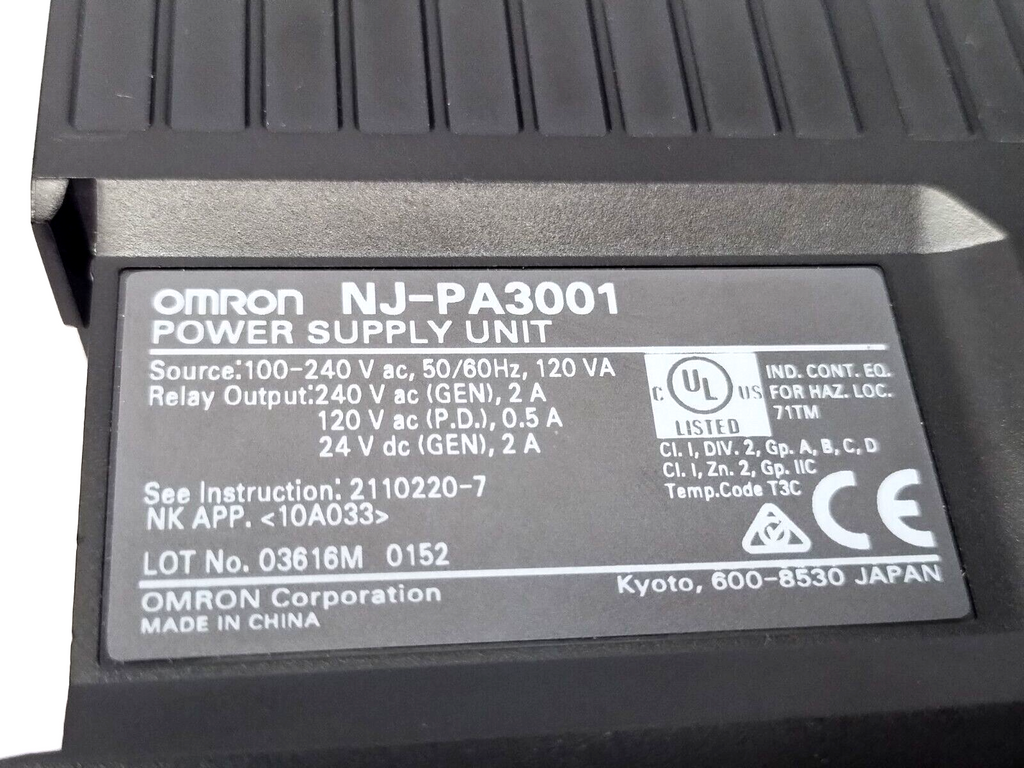 OMRON NJ-PA3001
POWER SUPPLY UNIT
Source:100-240 V ac, 50/60Hz, 120 VA
Relay Output:240 V ac (GEN), 2 A
120 V ac (P.D.), 0.5 A
24 V dc (GEN), 2 A
See Instruction: 2110220-7
NK APP. <10A033>
LOT No. 03616M 0152
C UL US
LISTED
IND. CONT. EQ.
FOR HAZ. LOC.
71TM
Cl. I, DIV. 2, Gp. A, B, C, D
Cl. I, Zn. 2, Gp. IIC
Temp.Code T3C
CE
OMRON Corporation
MADE IN CHINA
Kyoto, 600-8530 JAPAN